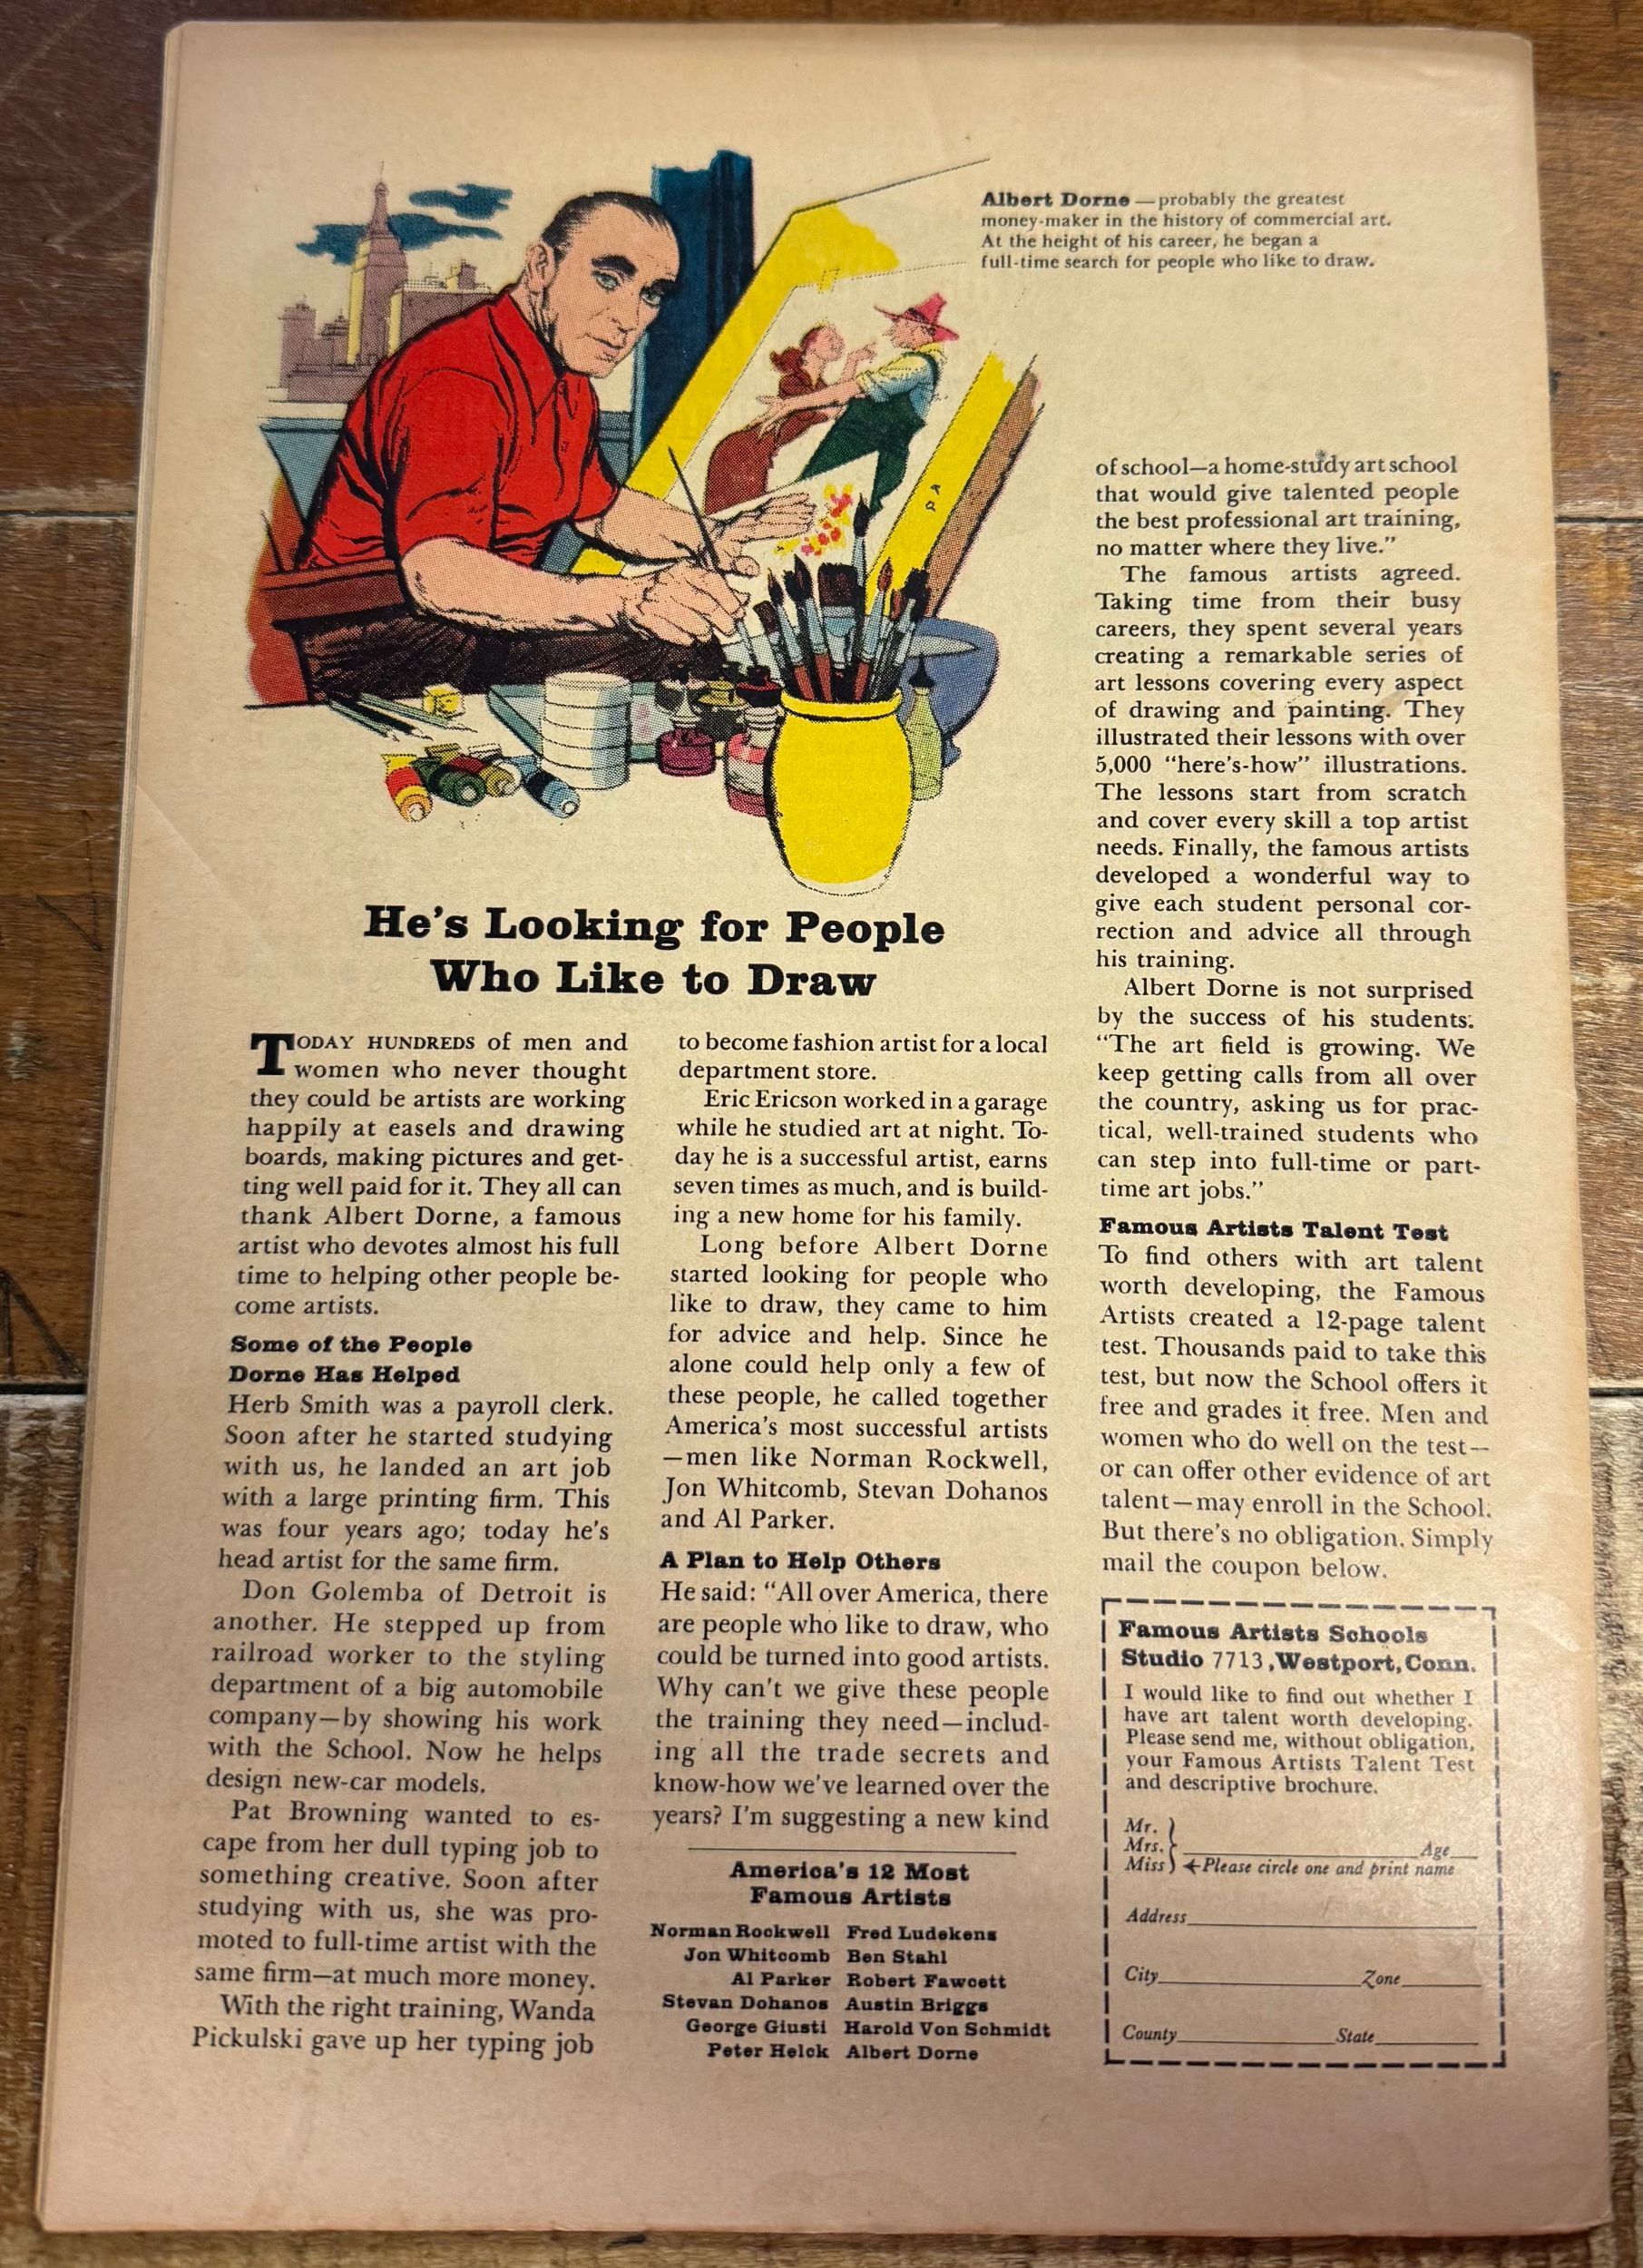 Albert Dorne — probably the greatest
money-maker in the history of commercial art.
At the height of his career, he began a
full-time search for people who like to draw.
He's Looking for People
Who Like to Draw
TODAY HUNDREDS of men and
women who never thought
they could be artists are working
happily at easels and drawing
boards, making pictures and get-
ting well paid for it. They all can
thank Albert Dorne, a famous
artist who devotes almost his full
time to helping other people be-
come artists.
Some of the People
Dorne Has Helped
Herb Smith was a payroll clerk.
Soon after he started studying
with us, he landed an art job
with a large printing firm. This
was four years ago; today he's
head artist for the same firm.
Don Golemba of Detroit is
another. He stepped up from
railroad worker to the styling
department of a big automobile
company—by showing his work
with the School. Now he helps
design new-car models.
Pat Browning wanted to es-
cape from her dull typing job to
something creative. Soon after
studying with us, she was pro-
moted to full-time artist with the
same firm—at much more money.
With the right training, Wanda
Pickulski gave up her typing job
to become fashion artist for a local
department store.
Eric Ericson worked in a garage
while he studied art at night. To-
day he is a successful artist, earns
seven times as much, and is build-
ing a new home for his family.
Long before Albert Dorne
started looking for people who
like to draw, they came to him
for advice and help. Since he
alone could help only a few of
these people, he called together
America's most successful artists
—men like Norman Rockwell,
Jon Whitcomb, Stevan Dohanos
and Al Parker.
A Plan to Help Others
He said: “All over America, there
are people who like to draw, who
could be turned into good artists.
Why can't we give these people
the training they need—includ-
ing all the trade secrets and
know-how we've learned over the
years? I'm suggesting a new kind
America's 12 Most
Famous Artists
Norman Rockwell Fred Ludekens
Jon Whitcomb Ben Stahl
Al Parker Robert Fawcett
Stevan Dohanos Austin Briggs
George Giusti Harold Von Schmidt
Peter Helck Albert Dorne
of school—a home-study art school
that would give talented people
the best professional art training,
no matter where they live.”
The famous artists agreed.
Taking time from their busy
careers, they spent several years
creating a remarkable series of
art lessons covering every aspect
of drawing and painting. They
illustrated their lessons with over
5,000 “here's-how” illustrations.
The lessons start from scratch
and cover every skill a top artist
needs. Finally, the famous artists
developed a wonderful way to
give each student personal cor-
rection and advice all through
his training.
Albert Dorne is not surprised
by the success of his students:
“The art field is growing. We
keep getting calls from all over
the country, asking us for prac-
tical, well-trained students who
can step into full-time or part-
time art jobs.”
Famous Artists Talent Test
To find others with art talent
worth developing, the Famous
Artists created a 12-page talent
test. Thousands paid to take this
test, but now the School offers it
free and grades it free. Men and
women who do well on the test—
or can offer other evidence of art
talent—may enroll in the School.
But there's no obligation. Simply
mail the coupon below.
Famous Artists Schools
Studio 7713, Westport, Conn.
I would like to find out whether I
have art talent worth developing.
Please send me, without obligation,
your Famous Artists Talent Test
and descriptive brochure.
Mr.
Mrs. Age
Miss Please circle one and print name
Address
City Zone
County State